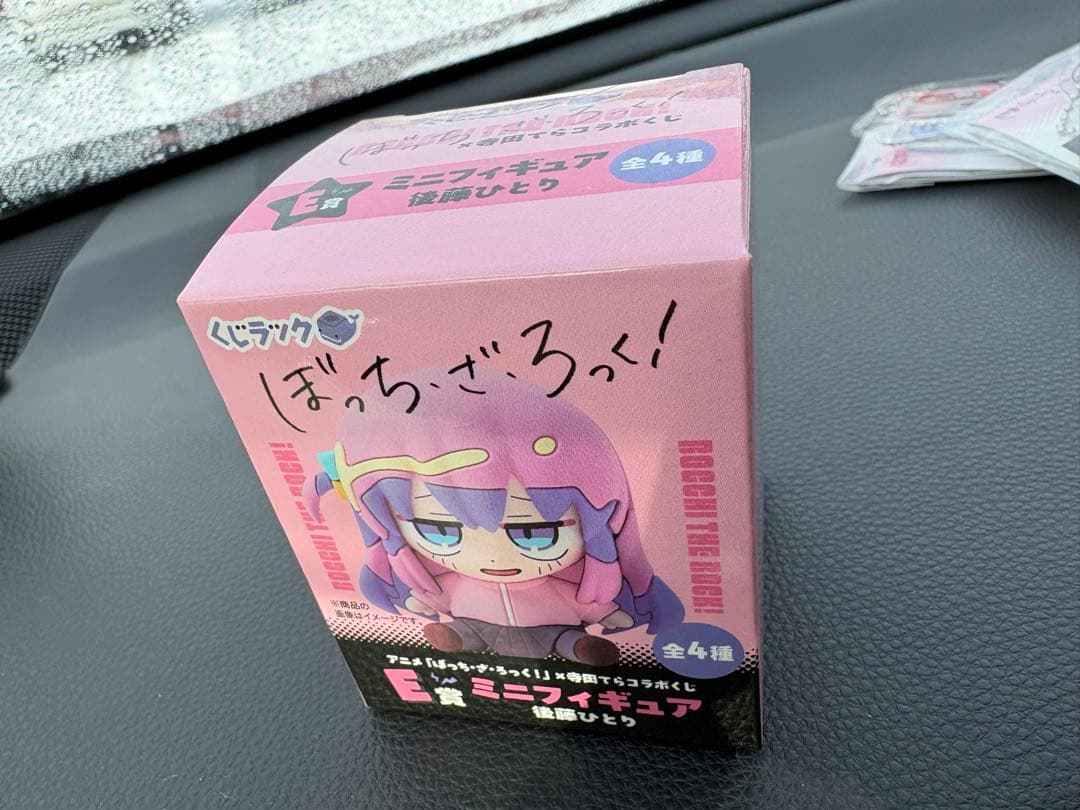 ぼっち・ざ・ろっく!
×寺田てらコラボくじ
E賞
ミニフィギュア
後藤ひとり
全4種
くじラック
ぼっち・ざ・ろっく!
BOCCHI THE ROCK!
BOCCHI THE ROCK!
※商品の
画像はイメージです
全4種
アニメ「ぼっち・ざ・ろっく!」×寺田てらコラボくじ
E賞 ミニフィギュア
後藤ひとり